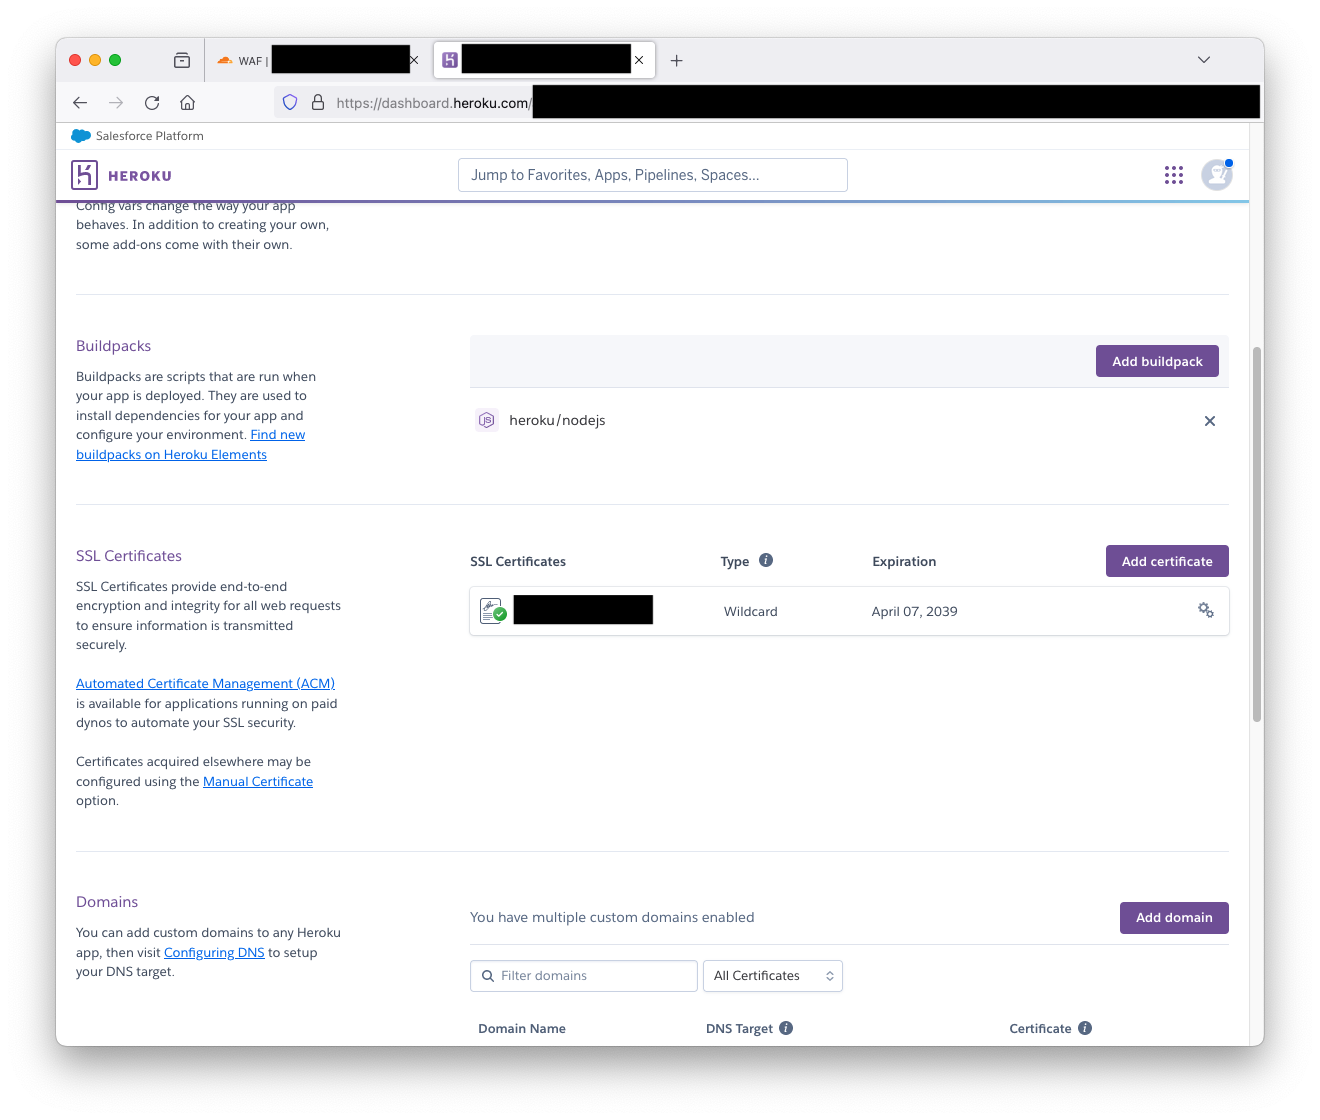 WAF |
https://dashboard.heroku.com/
Salesforce Platform
HEROKU
Jump to Favorites, Apps, Pipelines, Spaces...
Config vars change the way your app
behaves. In addition to creating your own,
some add-ons come with their own.
Buildpacks
Add buildpack
Buildpacks are scripts that are run when
your app is deployed. They are used to
install dependencies for your app and
configure your environment. Find new
buildpacks on Heroku Elements
heroku/nodejs
SSL Certificates
SSL Certificates Type Expiration
Add certificate
SSL Certificates provide end-to-end
encryption and integrity for all web requests
to ensure information is transmitted
securely.
Wildcard April 07, 2039
Automated Certificate Management (ACM)
is available for applications running on paid
dynos to automate your SSL security.
Certificates acquired elsewhere may be
configured using the Manual Certificate
option.
Domains
You have multiple custom domains enabled
Add domain
You can add custom domains to any Heroku
app, then visit Configuring DNS to setup
your DNS target.
Filter domains
All Certificates
Domain Name DNS Target Certificate